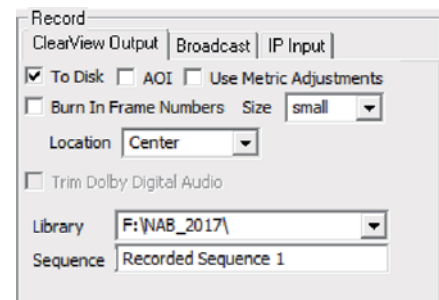 Record
ClearView Output Broadcast IP Input
To Disk AOI Use Metric Adjustments
Burn In Frame Numbers Size small
Location Center
Trim Dolby Digital Audio
Library F:\NAB_2017\
Sequence Recorded Sequence 1